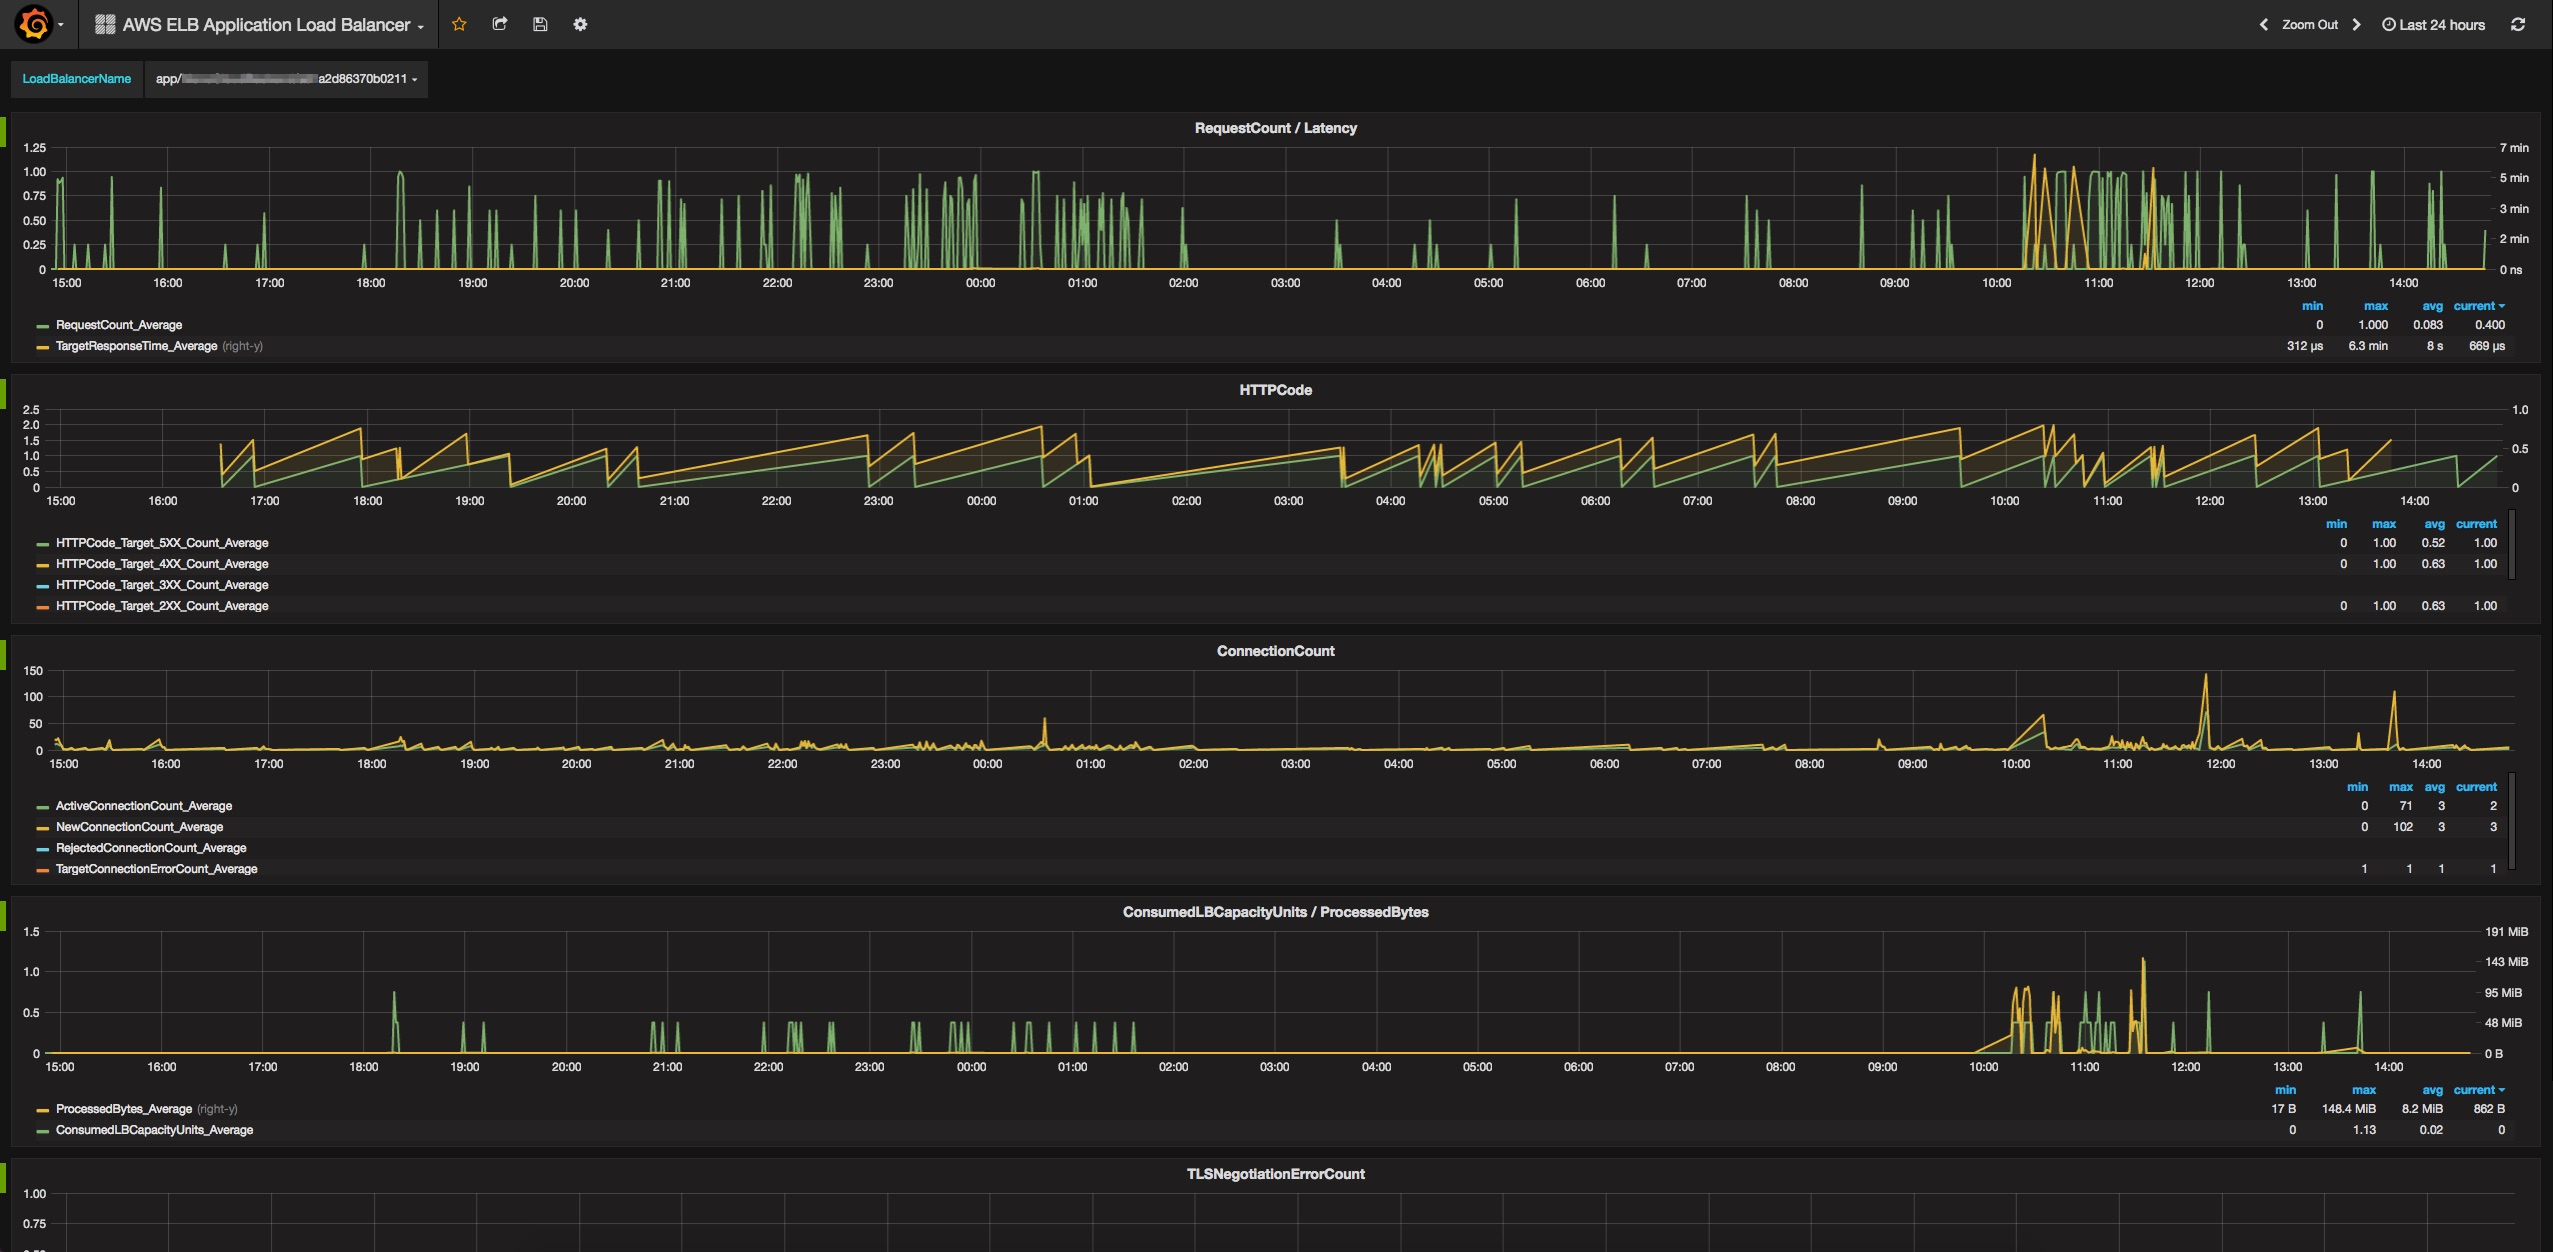 AWS ELB Application Load Balancer
Zoom Out
Last 24 hours
LoadBalancerName
app/ a2d86370b0211
RequestCount / Latency
1.25
1.00
0.75
0.50
0.25
0
7 min
5 min
3 min
2 min
0 ns
15:00 16:00 17:00 18:00 19:00 20:00 21:00 22:00 23:00 00:00 01:00 02:00 03:00 04:00 05:00 06:00 07:00 08:00 09:00 10:00 11:00 12:00 13:00 14:00
min max avg current
RequestCount_Average 0 1.000 0.083 0.400
TargetResponseTime_Average (right-y) 312 µs 6.3 min 8 s 669 µs
HTTPCode
2.5
2.0
1.5
1.0
0.5
0
1.0
0.5
0
15:00 16:00 17:00 18:00 19:00 20:00 21:00 22:00 23:00 00:00 01:00 02:00 03:00 04:00 05:00 06:00 07:00 08:00 09:00 10:00 11:00 12:00 13:00 14:00
min max avg current
HTTPCode_Target_5XX_Count_Average 0 1.00 0.52 1.00
HTTPCode_Target_4XX_Count_Average 0 1.00 0.63 1.00
HTTPCode_Target_3XX_Count_Average
HTTPCode_Target_2XX_Count_Average 0 1.00 0.63 1.00
ConnectionCount
150
100
50
0
15:00 16:00 17:00 18:00 19:00 20:00 21:00 22:00 23:00 00:00 01:00 02:00 03:00 04:00 05:00 06:00 07:00 08:00 09:00 10:00 11:00 12:00 13:00 14:00
min max avg current
ActiveConnectionCount_Average 0 71 3 2
NewConnectionCount_Average 0 102 3 3
RejectedConnectionCount_Average
TargetConnectionErrorCount_Average 1 1 1 1
ConsumedLBCapacityUnits / ProcessedBytes
1.5
1.0
0.5
0
191 MiB
143 MiB
95 MiB
48 MiB
0 B
15:00 16:00 17:00 18:00 19:00 20:00 21:00 22:00 23:00 00:00 01:00 02:00 03:00 04:00 05:00 06:00 07:00 08:00 09:00 10:00 11:00 12:00 13:00 14:00
min max avg current
ProcessedBytes_Average (right-y) 17 B 148.4 MiB 8.2 MiB 862 B
ConsumedLBCapacityUnits_Average 0 1.13 0.02 0
TLSNegotiationErrorCount
1.00
0.75